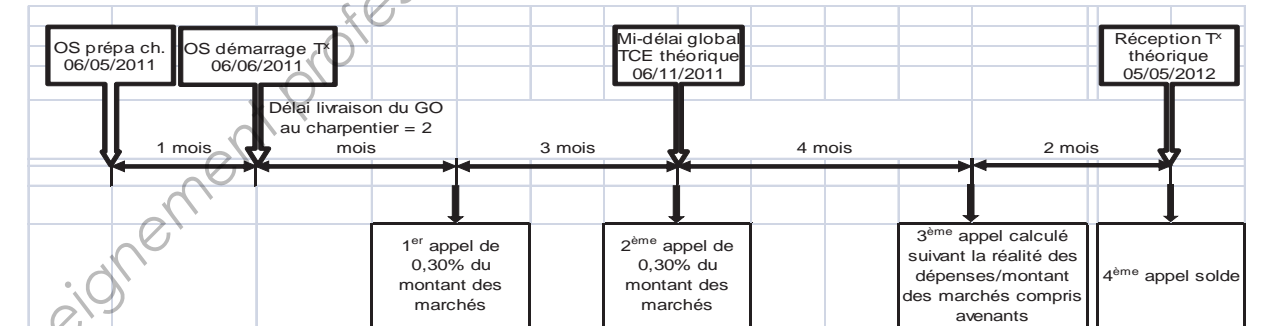 OS prépa ch.
06/05/2011
OS démarrage Tˣ
06/06/2011
Mi-délai global
TCE théorique
06/11/2011
Réception Tˣ
théorique
05/05/2012
Délai livraison du GO
au charpentier = 2
mois
1 mois
3 mois
4 mois
2 mois
1er appel de
0,30% du
montant des
marchés
2ème appel de
0,30% du
montant des
marchés
3ème appel calculé
suivant la réalité des
dépenses/montant
des marchés compris
avenants
4ème appel solde